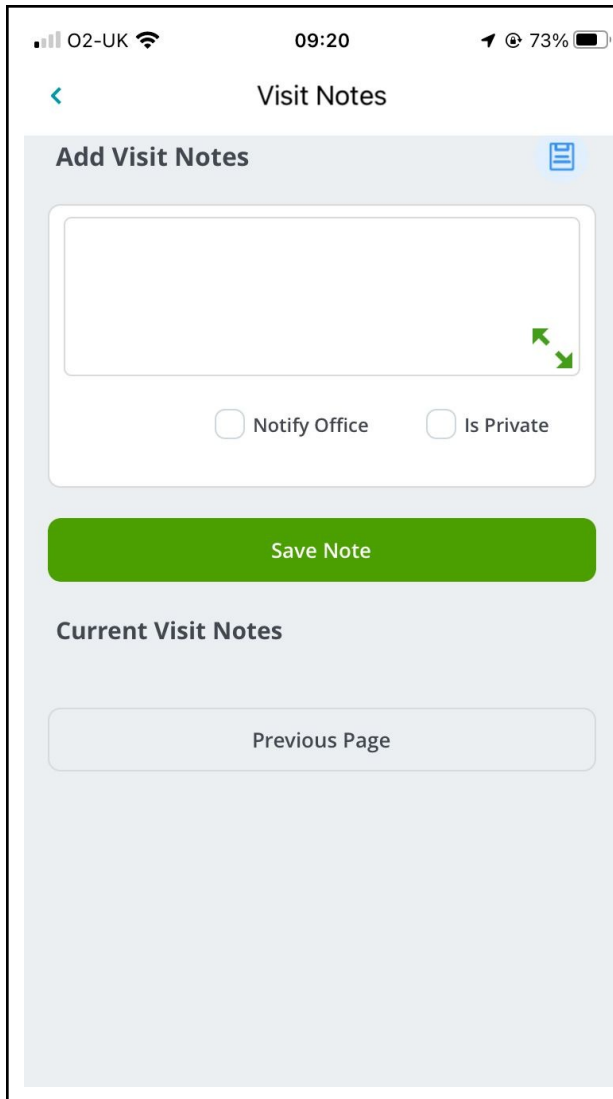 O2-UK 09:20 73%
Visit Notes
Add Visit Notes
Notify Office Is Private
Save Note
Current Visit Notes
Previous Page